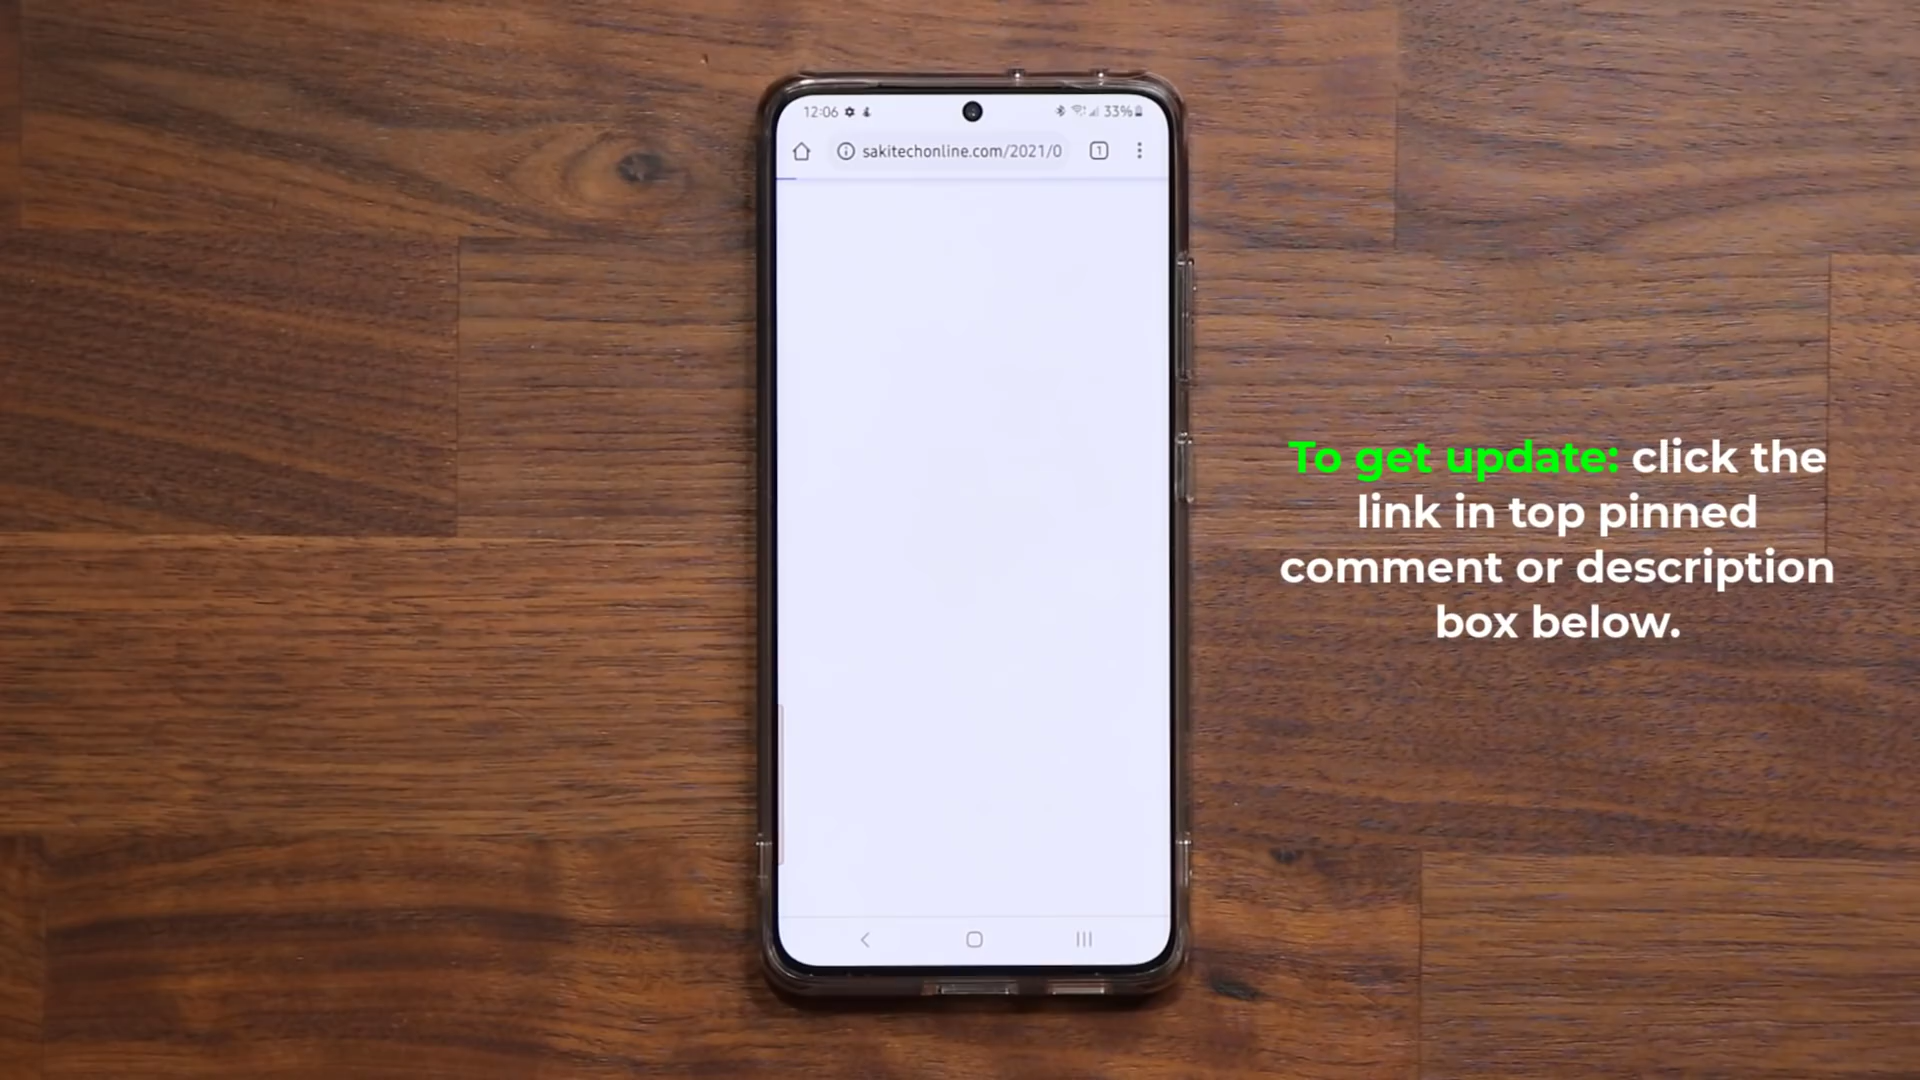 12:06 33%
sakitechonline.com/2021/0 1
To get update: click the
link in top pinned
comment or description
box below.